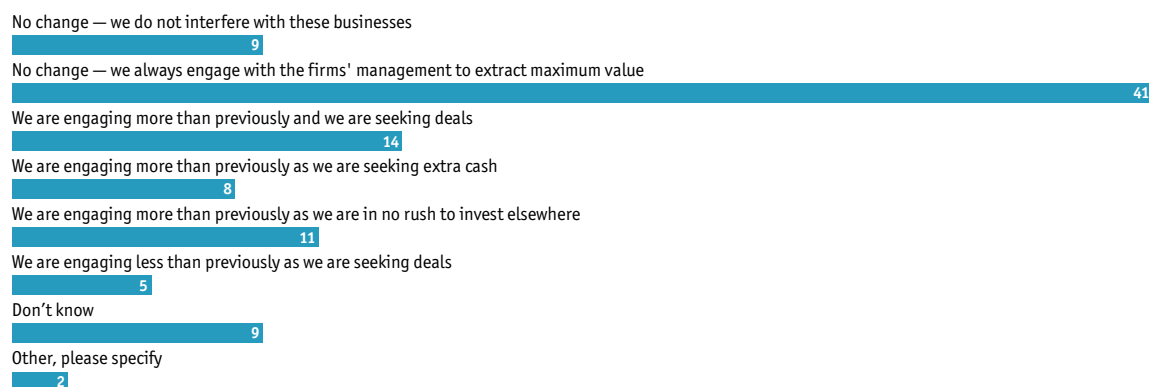 No change — we do not interfere with these businesses
9
No change — we always engage with the firms' management to extract maximum value
41
We are engaging more than previously and we are seeking deals
14
We are engaging more than previously as we are seeking extra cash
8
We are engaging more than previously as we are in no rush to invest elsewhere
11
We are engaging less than previously as we are seeking deals
5
Don’t know
9
Other, please specify
2